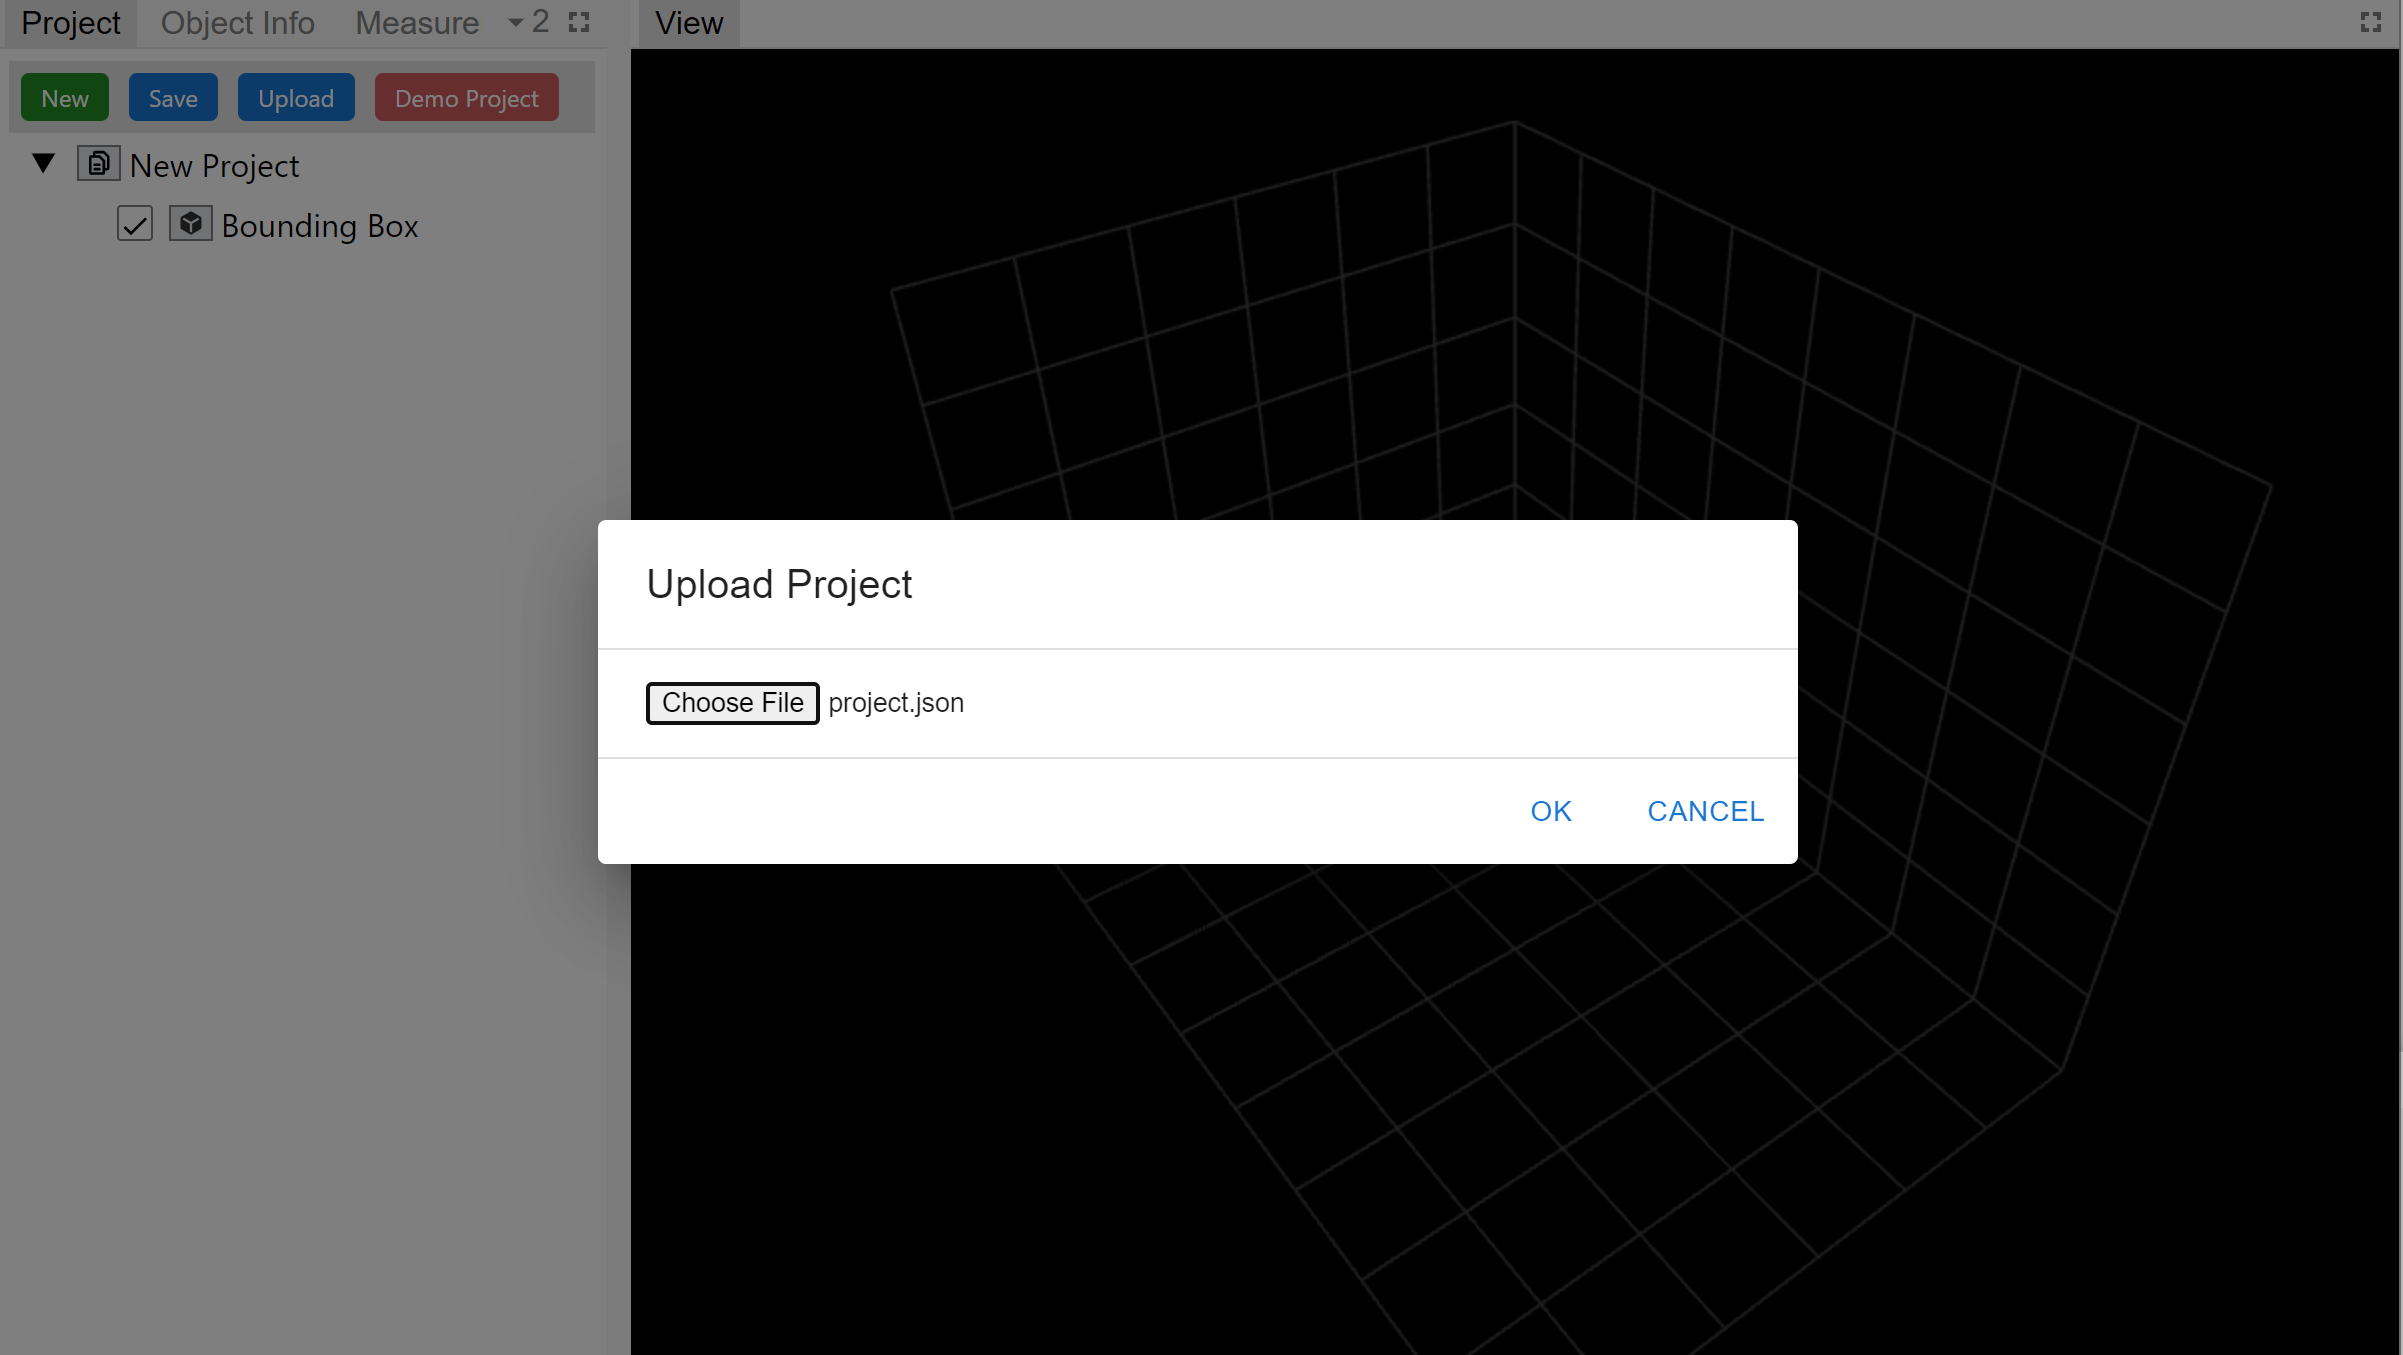 Project Object Info Measure 2 View
New Save Upload Demo Project
New Project
Bounding Box
Upload Project
Choose File project.json
OK CANCEL